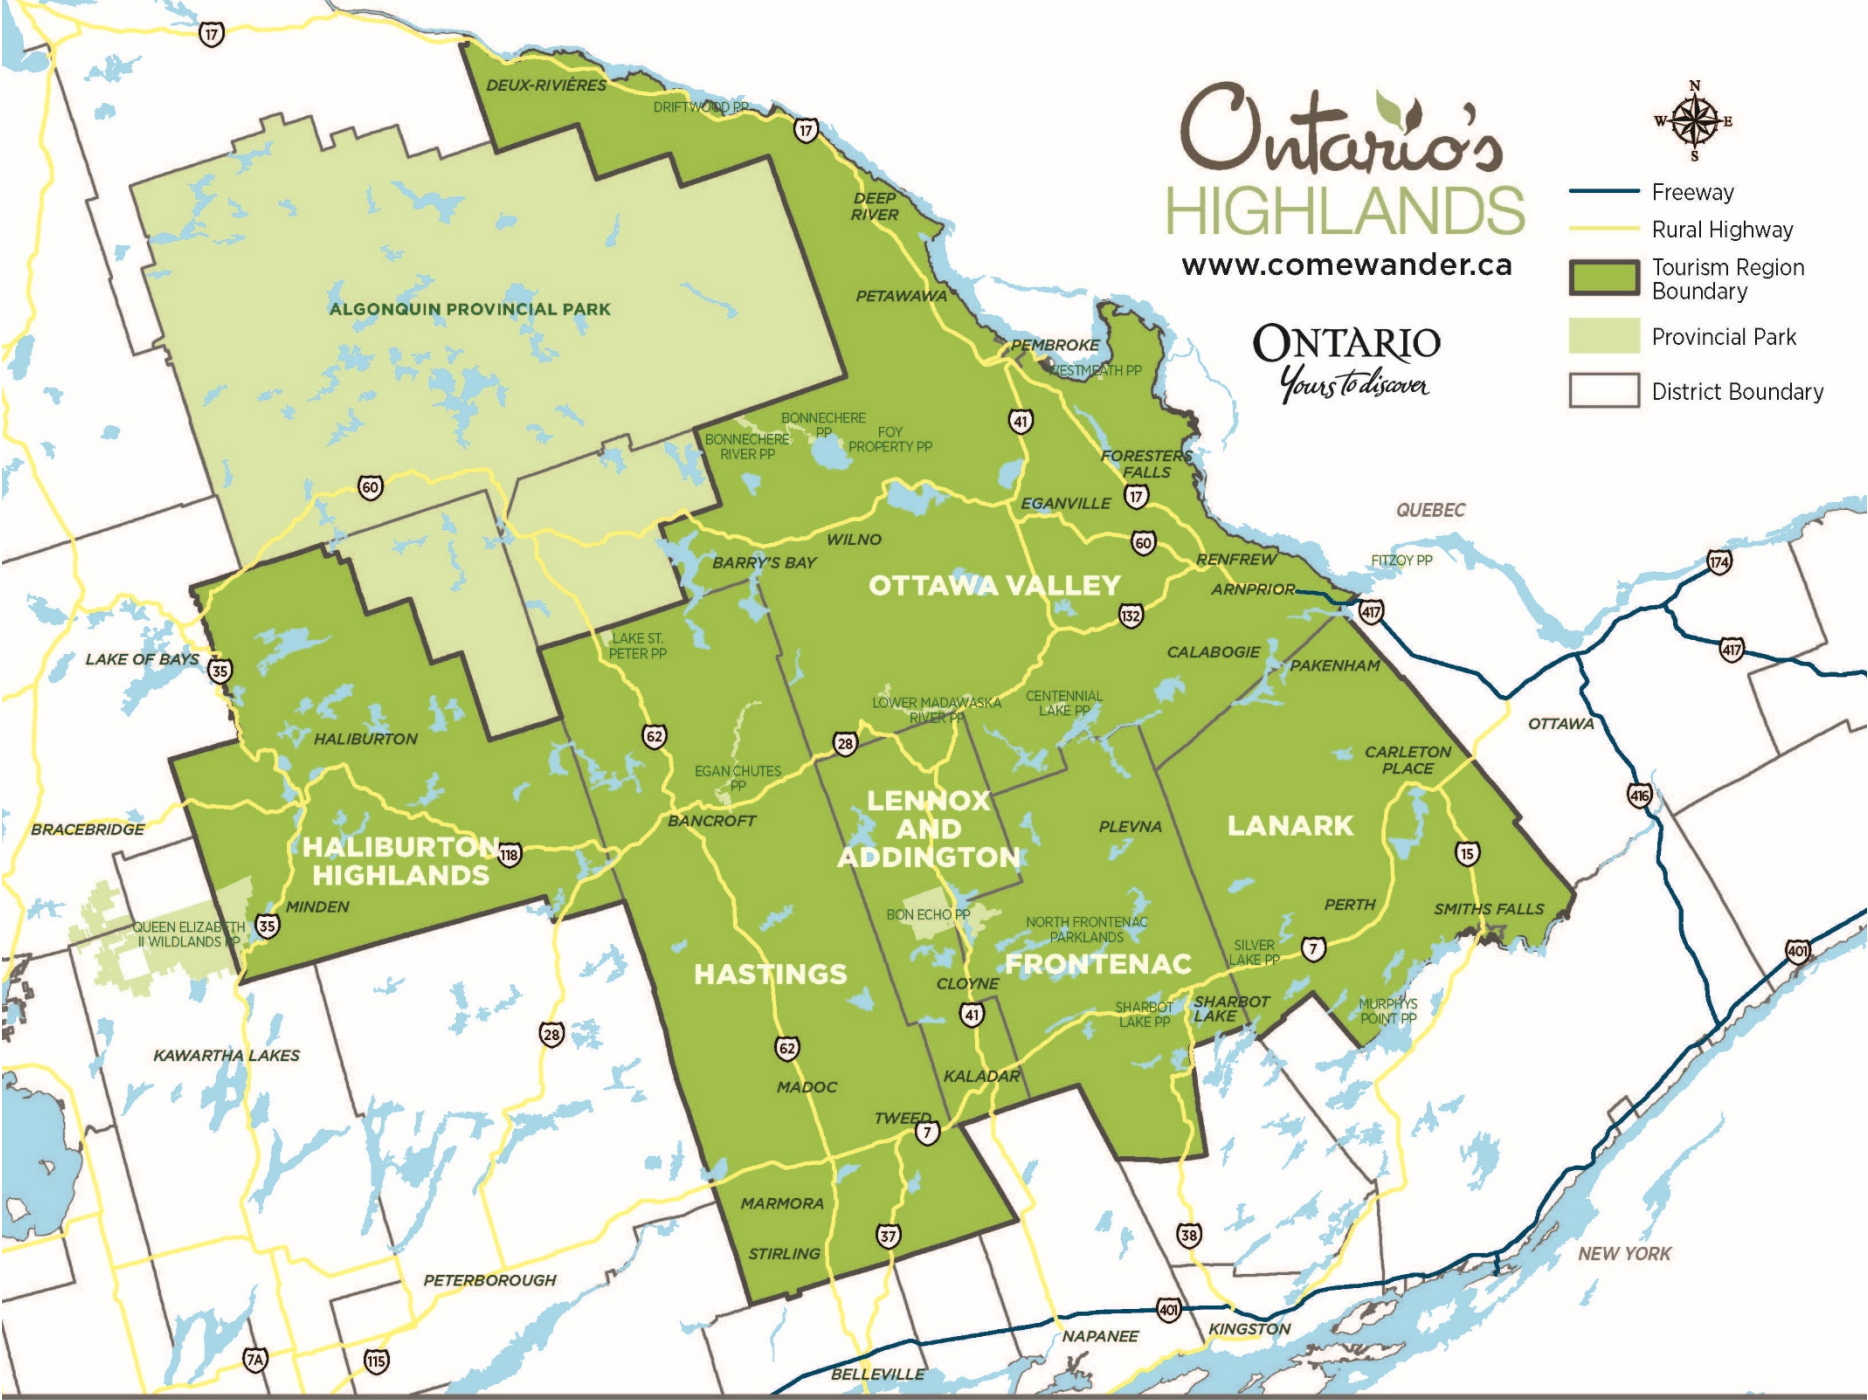 Ontario's
HIGHLANDS
www.comewander.ca
ONTARIO
Yours to discover
N
W
E
S
Freeway
Rural Highway
Tourism Region
Boundary
Provincial Park
District Boundary
17
DEUX-RIVIÈRES
DRIFTWOOD PP
17
DEEP
RIVER
PETAWAWA
ALGONQUIN PROVINCIAL PARK
PEMBROKE
WESTMEATH PP
41
BONNECHERE
PP
BONNECHERE
RIVER PP
FOY
PROPERTY PP
FORESTERS
FALLS
17
60
EGANVILLE
QUEBEC
WILNO
60
BARRY'S BAY
RENFREW
FITZOY PP
174
OTTAWA VALLEY
ARNPRIOR
417
132
LAKE ST.
PETER PP
LAKE OF BAYS
35
CALABOGIE
PAKENHAM
417
LOWER MADAWASKA
RIVER PP
CENTENNIAL
LAKE PP
OTTAWA
HALIBURTON
62
28
CARLETON
PLACE
EGAN CHUTES
PP
416
LENNOX
AND
ADDINGTON
BRACEBRIDGE
BANCROFT
PLEVNA
LANARK
HALIBURTON
HIGHLANDS
118
15
MINDEN
PERTH
SMITHS FALLS
BON ECHO PP
QUEEN ELIZABETH
II WILDLANDS PP
35
NORTH FRONTENAC
PARKLANDS
SILVER
LAKE PP
7
401
HASTINGS
FRONTENAC
CLOYNE
SHARBOT
LAKE PP
SHARBOT
LAKE
MURPHYS
POINT PP
41
28
62
KAWARTHA LAKES
KALADAR
MADOC
TWEED
7
MARMORA
37
38
STIRLING
NEW YORK
PETERBOROUGH
401
KINGSTON
NAPANEE
7A
115
BELLEVILLE